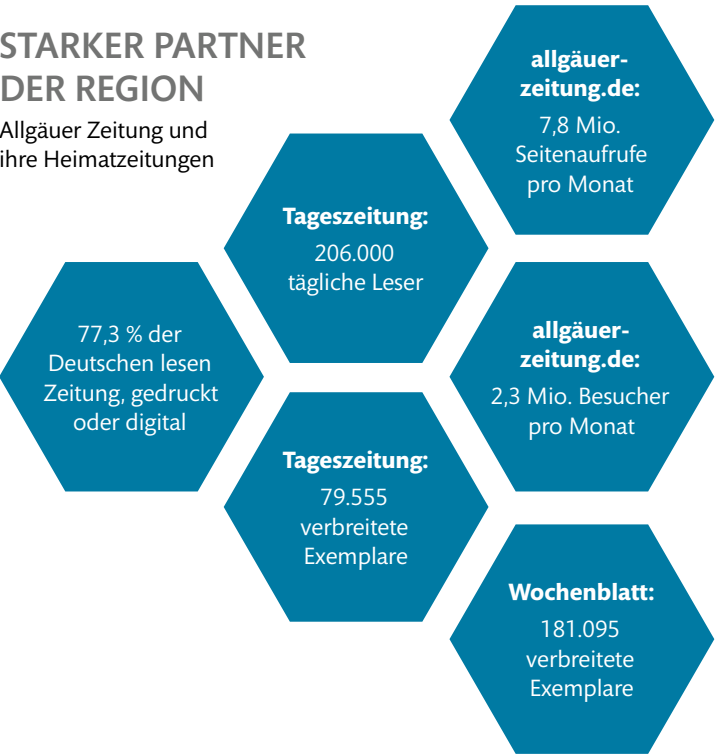 STARKER PARTNER
DER REGION
Allgäuer Zeitung und
ihre Heimatzeitungen
allgäuer-
zeitung.de:
7,8 Mio.
Seitenaufrufe
pro Monat
Tageszeitung:
206.000
tägliche Leser
77,3 % der
Deutschen lesen
Zeitung, gedruckt
oder digital
allgäuer-
zeitung.de:
2,3 Mio. Besucher
pro Monat
Tageszeitung:
79.555
verbreitete
Exemplare
Wochenblatt:
181.095
verbreitete
Exemplare